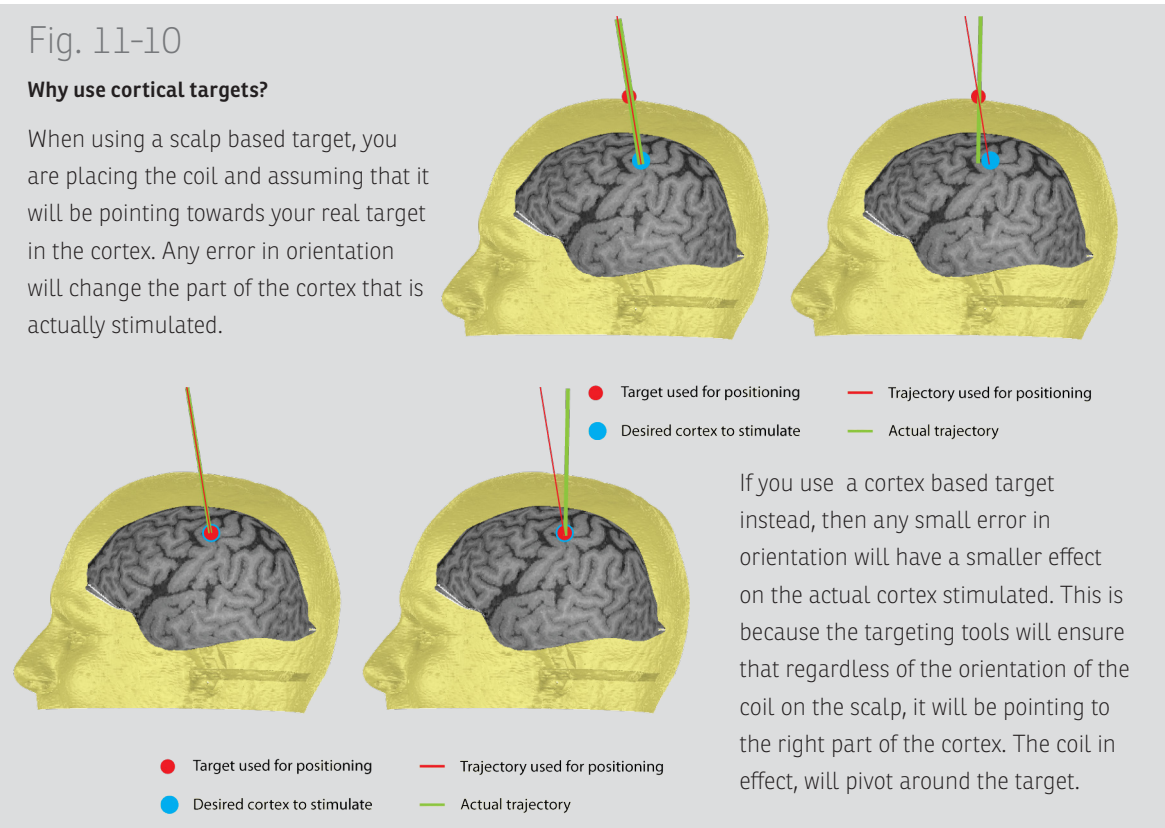 Fig. 11-10
Why use cortical targets?
When using a scalp based target, you
are placing the coil and assuming that it
will be pointing towards your real target
in the cortex. Any error in orientation
will change the part of the cortex that is
actually stimulated.
Target used for positioning
Trajectory used for positioning
Desired cortex to stimulate
Actual trajectory
If you use a cortex based target
instead, then any small error in
orientation will have a smaller effect
on the actual cortex stimulated. This is
because the targeting tools will ensure
that regardless of the orientation of the
coil on the scalp, it will be pointing to
the right part of the cortex. The coil in
effect, will pivot around the target.
Target used for positioning
Trajectory used for positioning
Desired cortex to stimulate
Actual trajectory